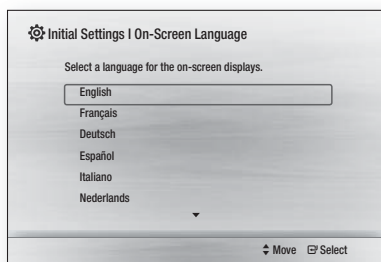 Initial Settings I On-Screen Language
Select a language for the on-screen displays.
English
Français
Deutsch
Español
Italiano
Nederlands
Move Select